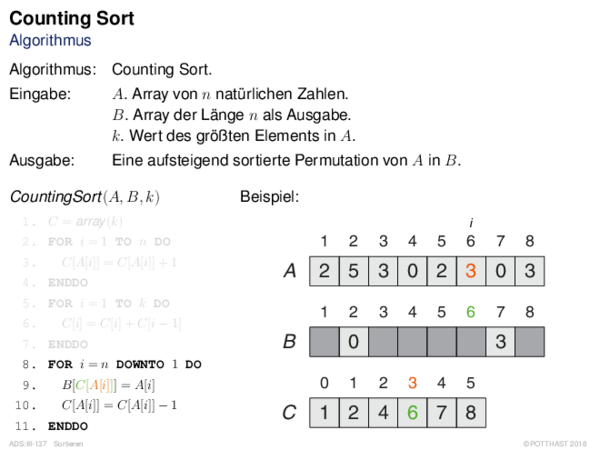 Counting Sort
Algorithmus
Algorithmus: Counting Sort.
Eingabe: A. Array von n natürlichen Zahlen.
B. Array der Länge n als Ausgabe.
k. Wert des größten Elements in A.
Ausgabe: Eine aufsteigend sortierte Permutation von A in B.
CountingSort(A, B, k)
1. C = array(k)
2. FOR i = 1 TO n DO
3. C[A[i]] = C[A[i]] + 1
4. ENDDO
5. FOR i = 1 TO k DO
6. C[i] = C[i] + C[i − 1]
7. ENDDO
8. FOR i = n DOWNTO 1 DO
9. B[C[A[i]]] = A[i]
10. C[A[i]] = C[A[i]] − 1
11. ENDDO
Beispiel:
i
1 2 3 4 5 6 7 8
A 2 5 3 0 2 3 0 3
1 2 3 4 5 6 7 8
B 0 3
0 1 2 3 4 5
C 1 2 4 6 7 8
ADS:III-137 Sortieren
© POTTHAST 2018